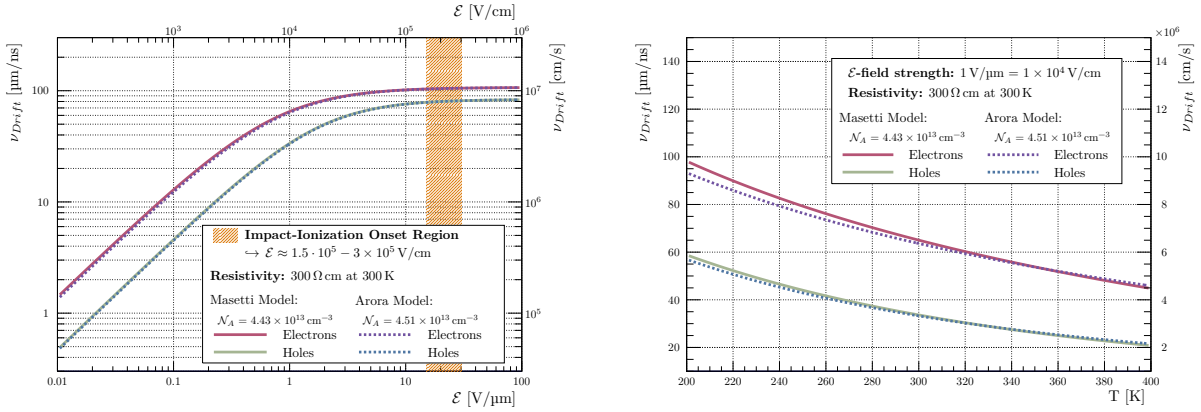 ℰ [V/cm]
10³ 10⁴ 10⁵ 10⁶
ν_Drift [µm/ns]
ν_Drift [cm/s]
100
10
1
10⁷
10⁶
10⁵
Impact-Ionization Onset Region
↪ ℰ ≈ 1.5 · 10⁵ − 3 × 10⁵ V/cm
Resistivity: 300 Ω cm at 300 K
Masetti Model: Arora Model:
𝒩_A = 4.43 × 10¹³ cm⁻³ 𝒩_A = 4.51 × 10¹³ cm⁻³
Electrons Electrons
Holes Holes
0.01 0.1 1 10 100
ℰ [V/µm]
×10⁶
ν_Drift [µm/ns]
ν_Drift [cm/s]
140
120
100
80
60
40
20
14
12
10
8
6
4
2
ℰ-field strength: 1 V/µm = 1 × 10⁴ V/cm
Resistivity: 300 Ω cm at 300 K
Masetti Model: Arora Model:
𝒩_A = 4.43 × 10¹³ cm⁻³ 𝒩_A = 4.51 × 10¹³ cm⁻³
Electrons Electrons
Holes Holes
200 220 240 260 280 300 320 340 360 380 400
T [K]